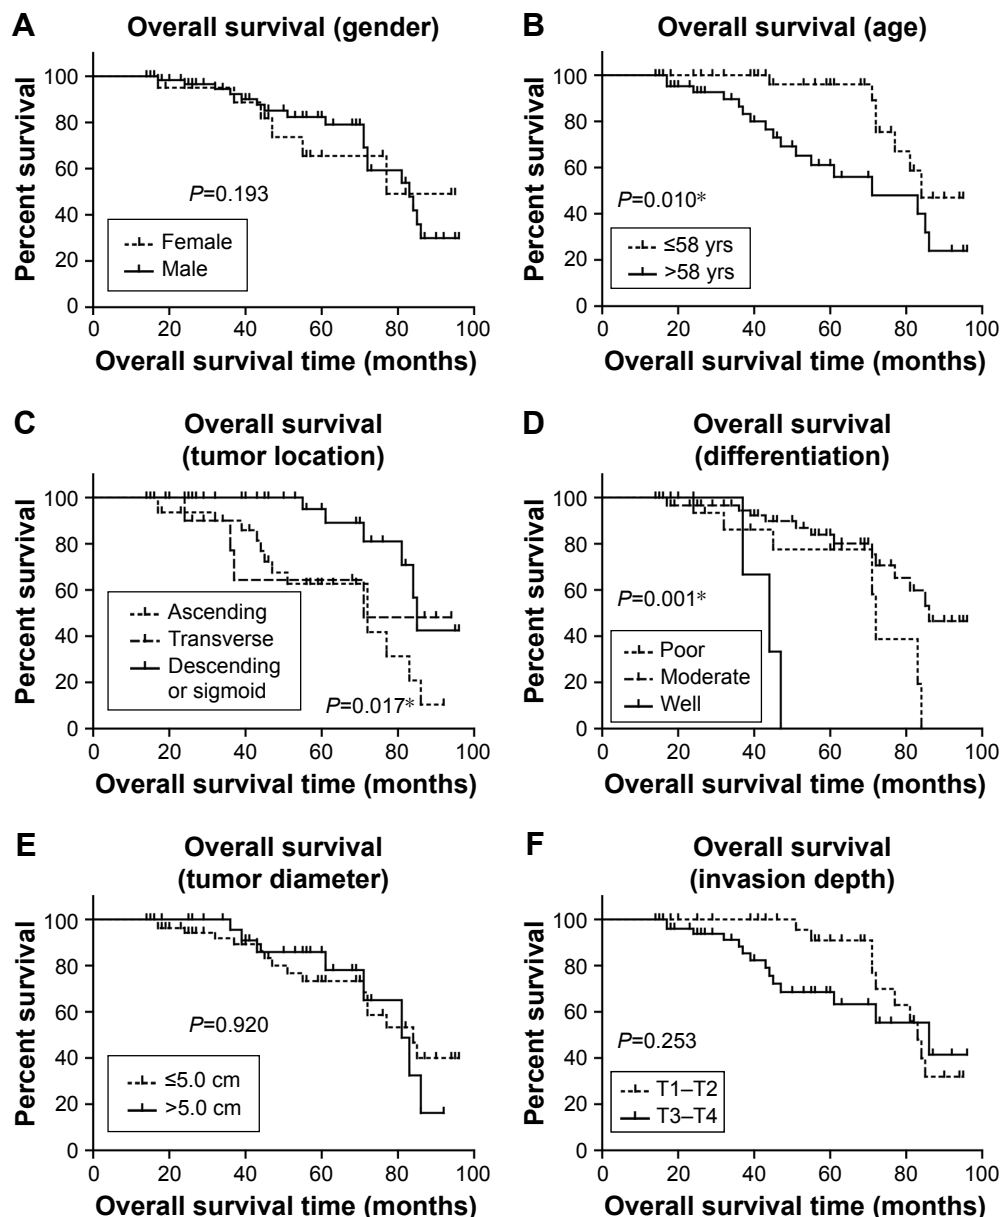 A Overall survival (gender)
Percent survival
100
80
60
40
20
0
P=0.193
Female
Male
0 20 40 60 80 100
Overall survival time (months)
B Overall survival (age)
Percent survival
100
80
60
40
20
0
P=0.010*
≤58 yrs
>58 yrs
0 20 40 60 80 100
Overall survival time (months)
C Overall survival
(tumor location)
Percent survival
100
80
60
40
20
0
Ascending
Transverse
Descending
or sigmoid
P=0.017*
0 20 40 60 80 100
Overall survival time (months)
D Overall survival
(differentiation)
Percent survival
100
80
60
40
20
0
P=0.001*
Poor
Moderate
Well
0 20 40 60 80 100
Overall survival time (months)
E Overall survival
(tumor diameter)
Percent survival
100
80
60
40
20
0
P=0.920
≤5.0 cm
>5.0 cm
0 20 40 60 80 100
Overall survival time (months)
F Overall survival
(invasion depth)
Percent survival
100
80
60
40
20
0
P=0.253
T1–T2
T3–T4
0 20 40 60 80 100
Overall survival time (months)